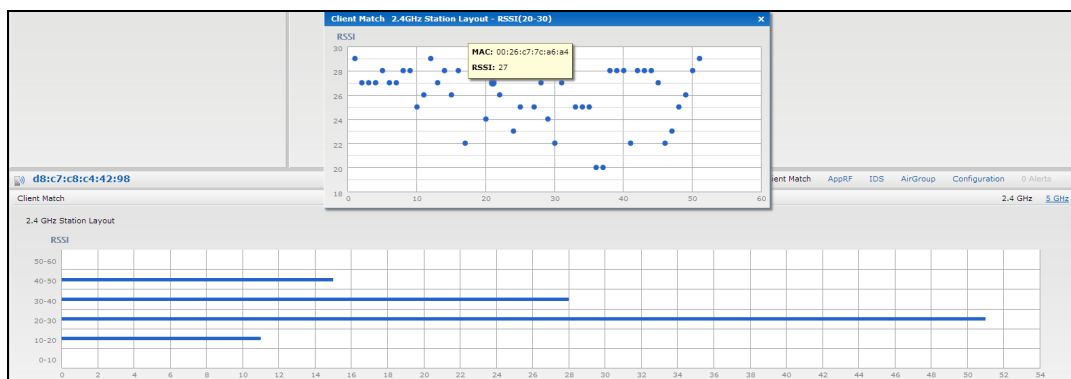 Client Match 2.4GHz Station Layout - RSSI(20-30) ×
RSSI
30
28
26
24
22
20
18
0 10 20 30 40 50 60
MAC: 00:26:c7:7c:a6:a4
RSSI: 27
d8:c7:c8:c4:42:98
ient Match AppRF IDS AirGroup Configuration 0 Alerts
Client Match 2.4 GHz 5 GHz
2.4 GHz Station Layout
RSSI
50-60
40-50
30-40
20-30
10-20
0-10
0 2 4 6 8 10 12 14 16 18 20 22 24 26 28 30 32 34 36 38 40 42 44 46 48 50 52 54